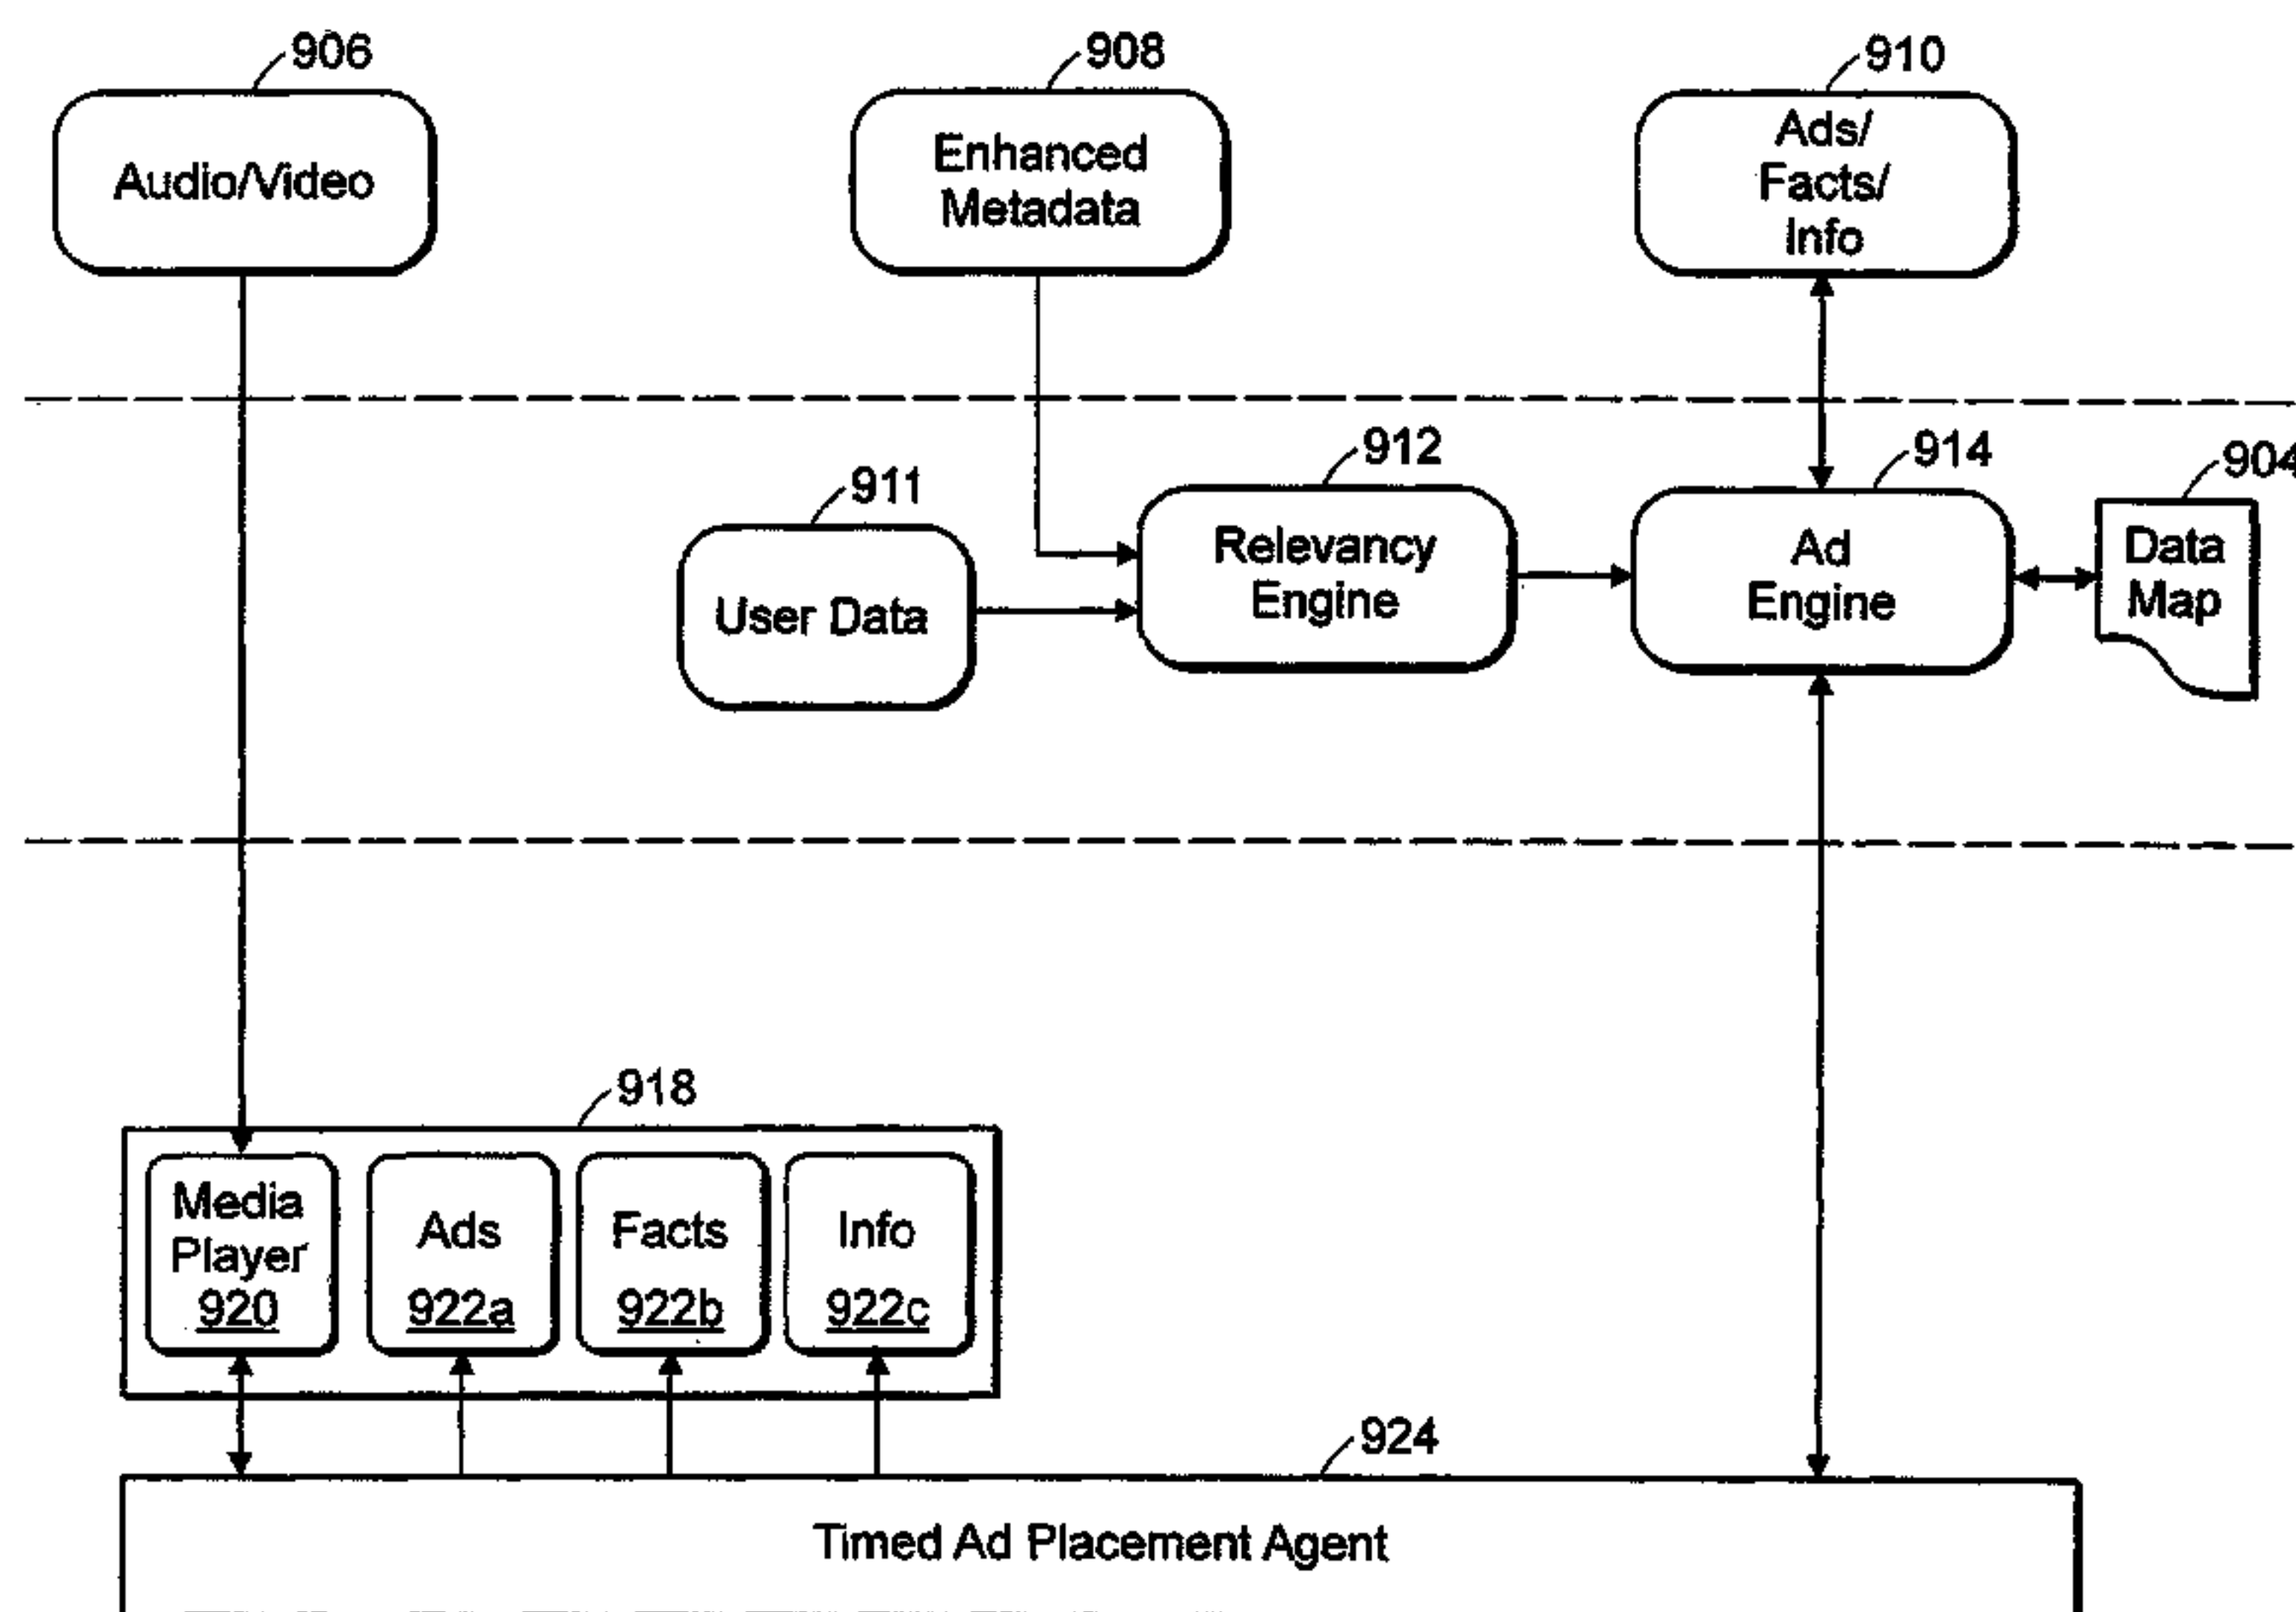 906
908
910
Audio/Video
Enhanced
Metadata
Ads/
Facts/
Info
911
912
914
904
User Data
Relevancy
Engine
Ad
Engine
Data
Map
918
Media
Player
920
Ads
922a
Facts
922b
Info
922c
924
Timed Ad Placement Agent